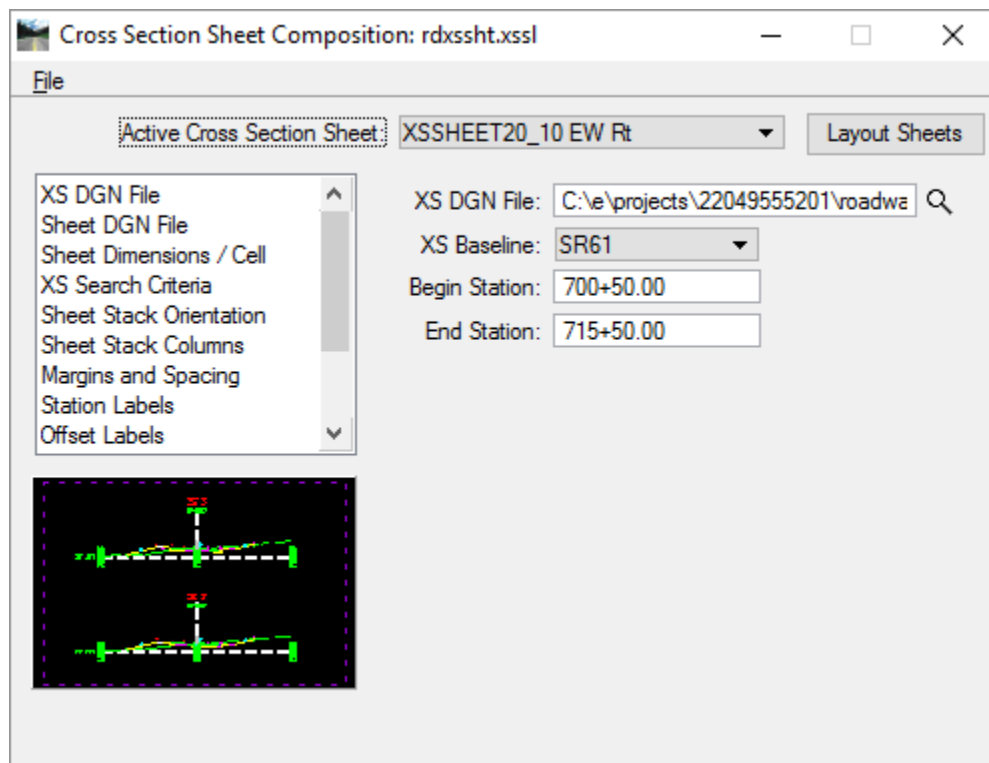 Cross Section Sheet Composition: rdxssht.xssl
File
Active Cross Section Sheet: XSSHEET20_10 EW Rt Layout Sheets
XS DGN File
Sheet DGN File
Sheet Dimensions / Cell
XS Search Criteria
Sheet Stack Orientation
Sheet Stack Columns
Margins and Spacing
Station Labels
Offset Labels
XS DGN File: C:\e\projects\22049555201\roadwa
XS Baseline: SR61
Begin Station: 700+50.00
End Station: 715+50.00